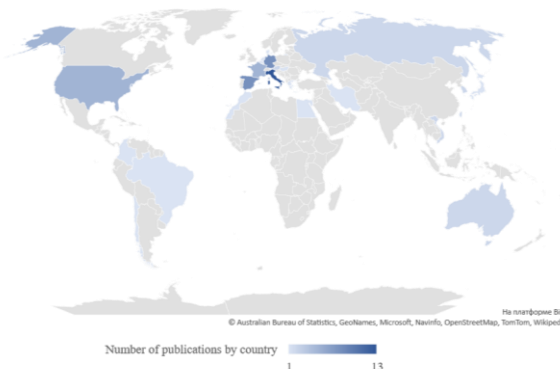 На платформе Bi
© Australian Bureau of Statistics, GeoNames, Microsoft, Navinfo, OpenStreetMap, TomTom, Wikiped
Number of publications by country
1 13